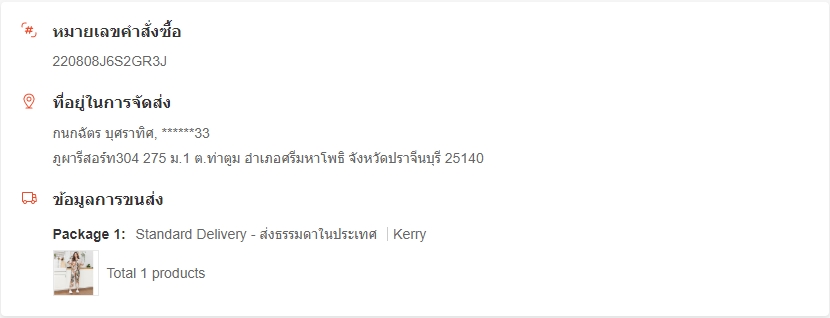 หมายเลขคำสั่งซื้อ
220808J6S2GR3J
ที่อยู่ในการจัดส่ง
กนกฉัตร บุศราทิศ, ******33
ภูผารีสอร์ท304 275 ม.1 ต.ท่าตูม อำเภอศรีมหาโพธิ จังหวัดปราจีนบุรี 25140
ข้อมูลการขนส่ง
Package 1: Standard Delivery - ส่งธรรมดาในประเทศ | Kerry
Total 1 products